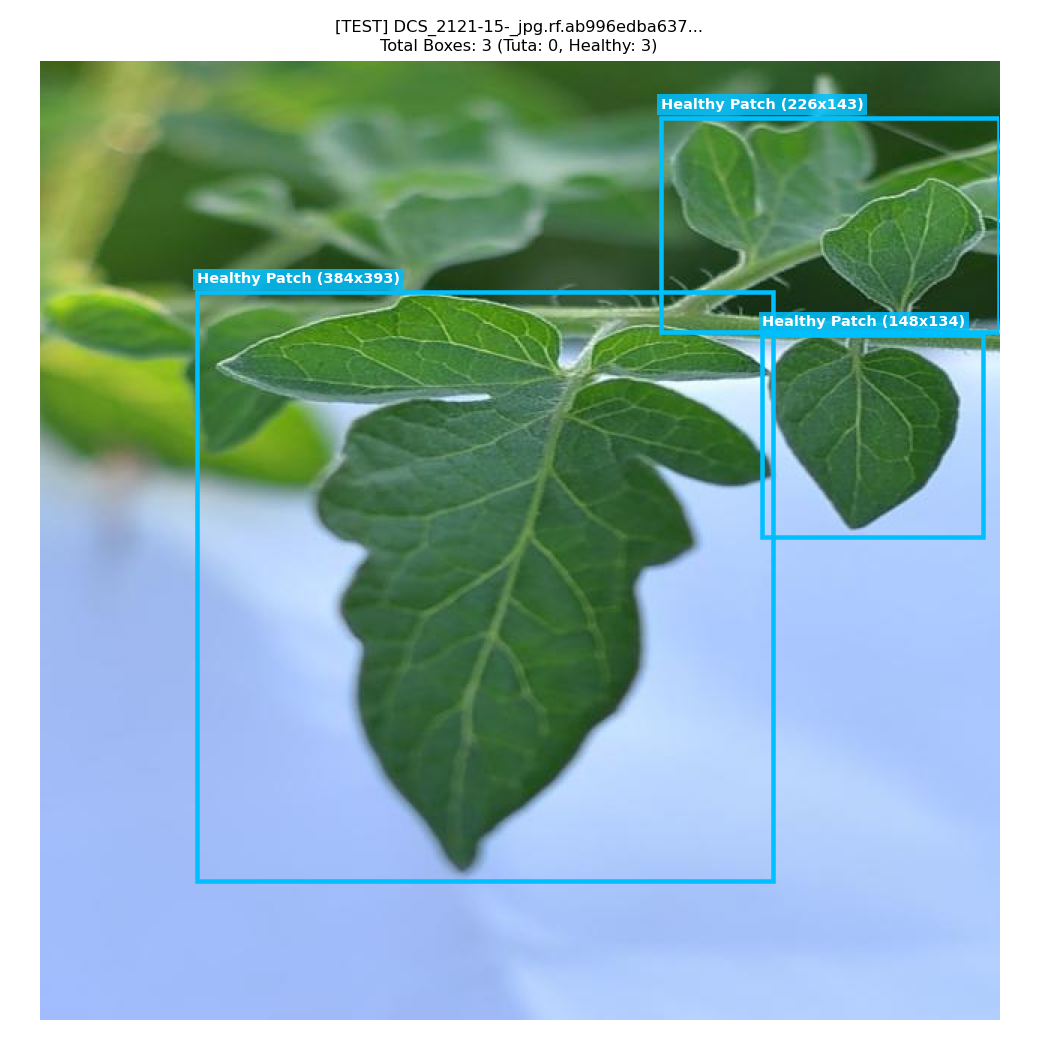 [TEST] DCS_2121-15-_jpg.rf.ab996edba637...
Total Boxes: 3 (Tuta: 0, Healthy: 3)
Healthy Patch (226x143)
Healthy Patch (384x393)
Healthy Patch (148x134)